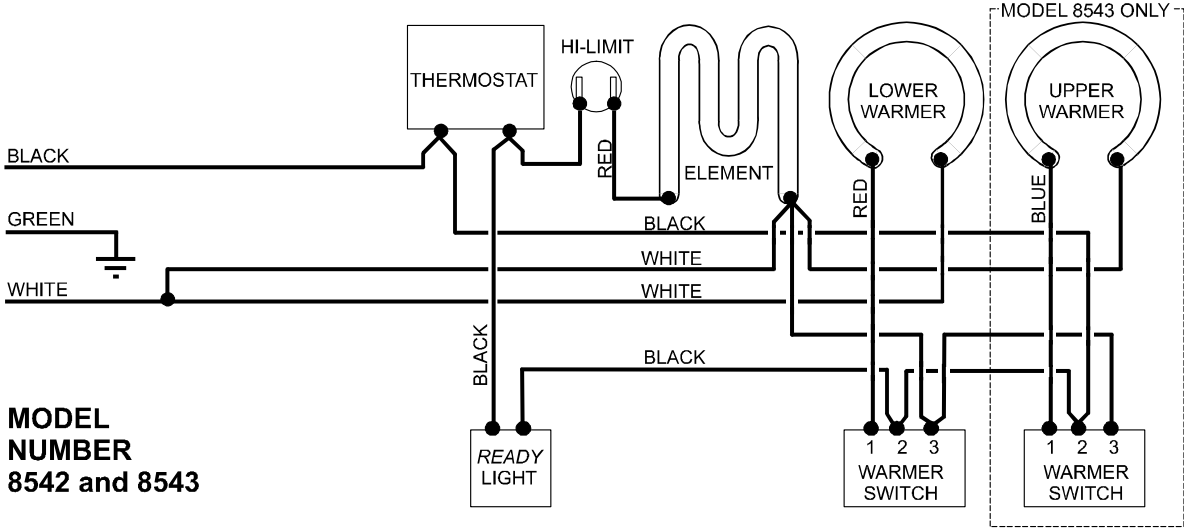 MODEL 8543 ONLY
HI-LIMIT
THERMOSTAT
LOWER
WARMER
UPPER
WARMER
BLACK
RED
ELEMENT
RED
BLUE
GREEN
BLACK
WHITE
WHITE
WHITE
BLACK
BLACK
MODEL
NUMBER
8542 and 8543
READY
LIGHT
1 2 3
WARMER
SWITCH
1 2 3
WARMER
SWITCH